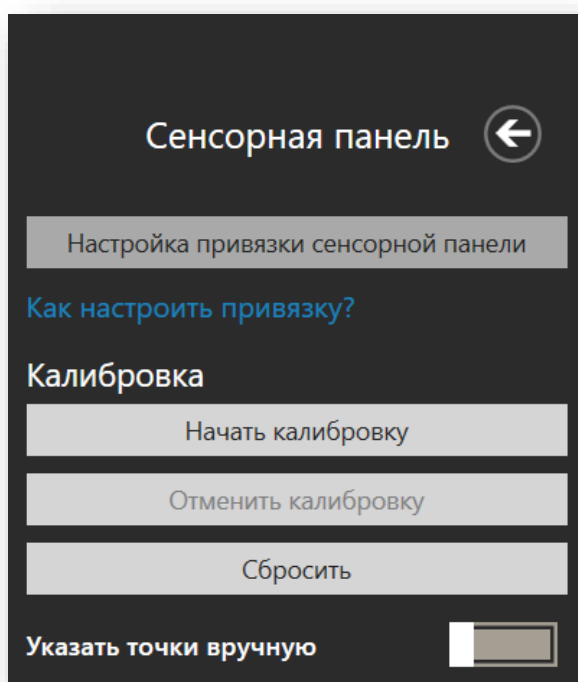 Сенсорная панель
Настройка привязки сенсорной панели
Как настроить привязку?
Калибровка
Начать калибровку
Отменить калибровку
Сбросить
Указать точки вручную